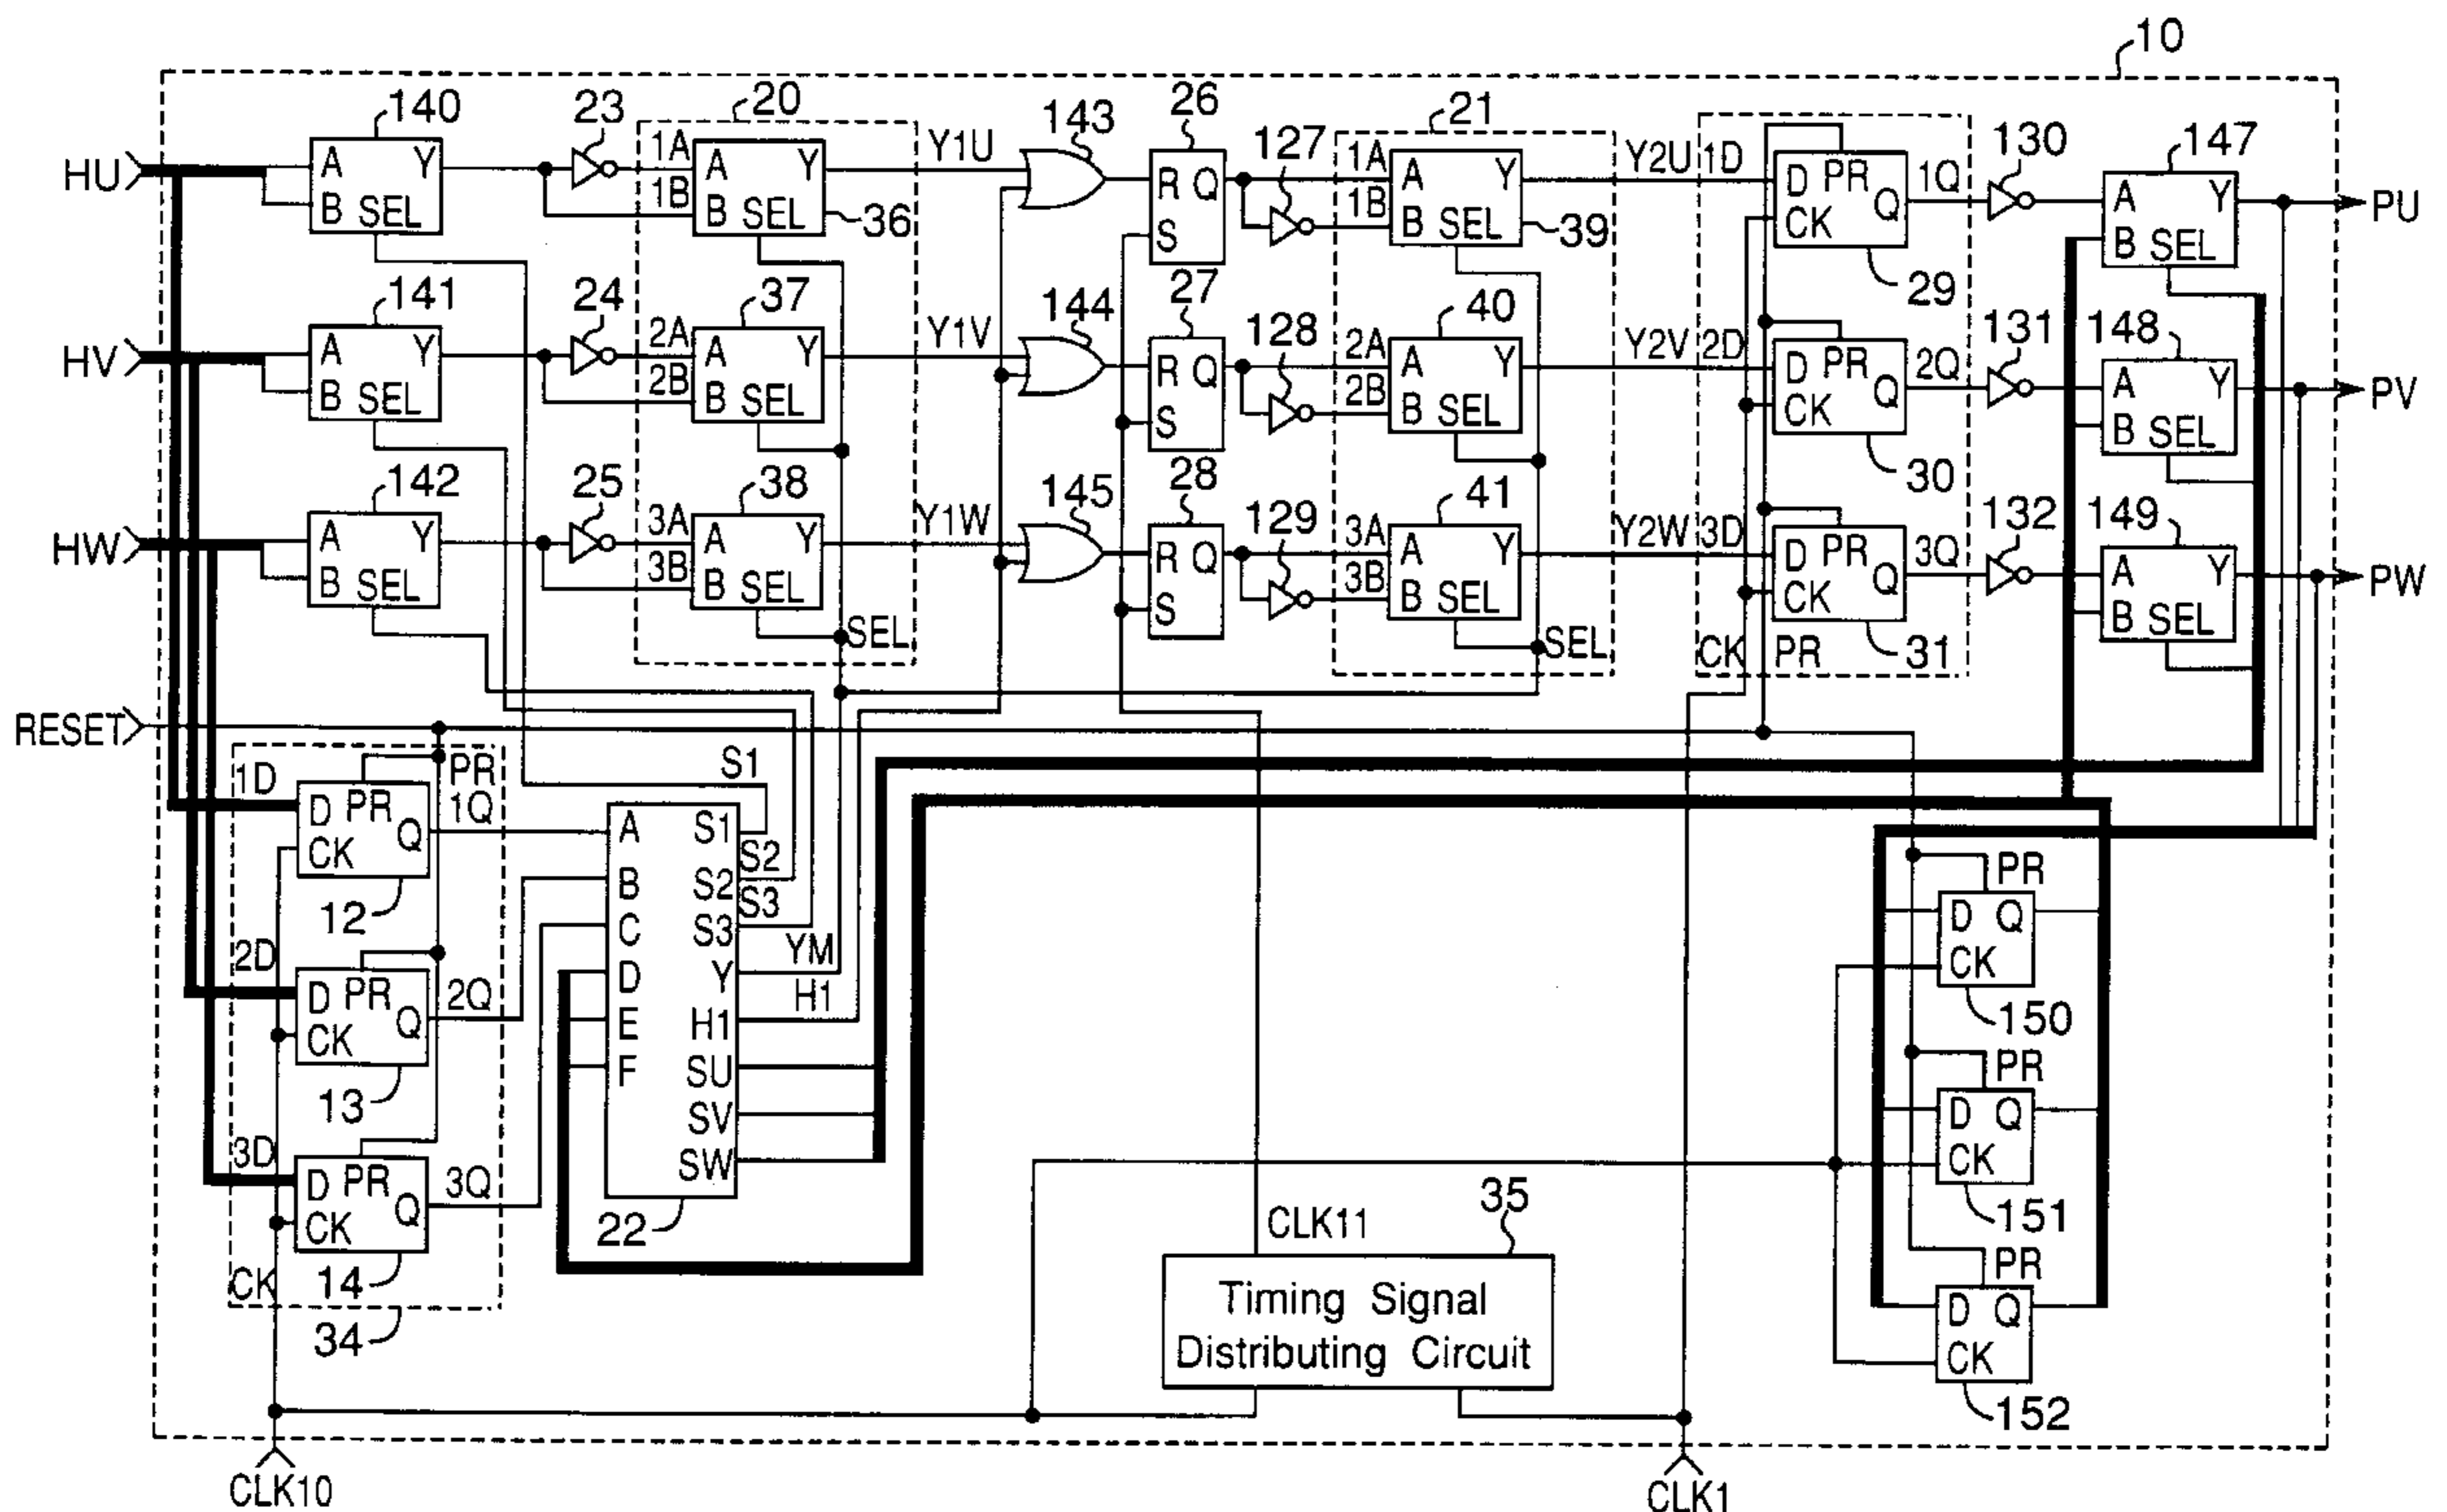 10
140 23 20 143 26 127 21 130 147
HU A Y B SEL 1A 1B A Y B SEL 36 Y1U R Q S 1A 1B A Y B SEL 39 Y2U 1D D PR Q CK 1Q 29 A Y B SEL PU
141 24 37 144 27 128 40 131 148
HV A Y B SEL 2A 2B A Y B SEL Y1V R Q S 2A 2B A Y B SEL Y2V 2D D PR Q CK 2Q 30 A Y B SEL PV
142 25 38 145 28 129 41 132 149
HW A Y B SEL 3A 3B A Y B SEL Y1W R Q S 3A 3B A Y B SEL Y2W 3D D PR Q CK 3Q 31 A Y B SEL PW
SEL SEL CK PR
RESET
PR S1
1D D PR Q CK 1Q 12
2D D PR Q CK 2Q 13
3D D PR Q CK 3Q 14
CK 34
A S1
S2
B S2
S3
C S3
YM
D Y
H1
E H1
F SU
SV
SW
22
PR
D Q
CK
150
PR
D Q
CK
151
PR
D Q
CK
152
CLK11 35
Timing Signal
Distributing Circuit
CLK10 CLK1